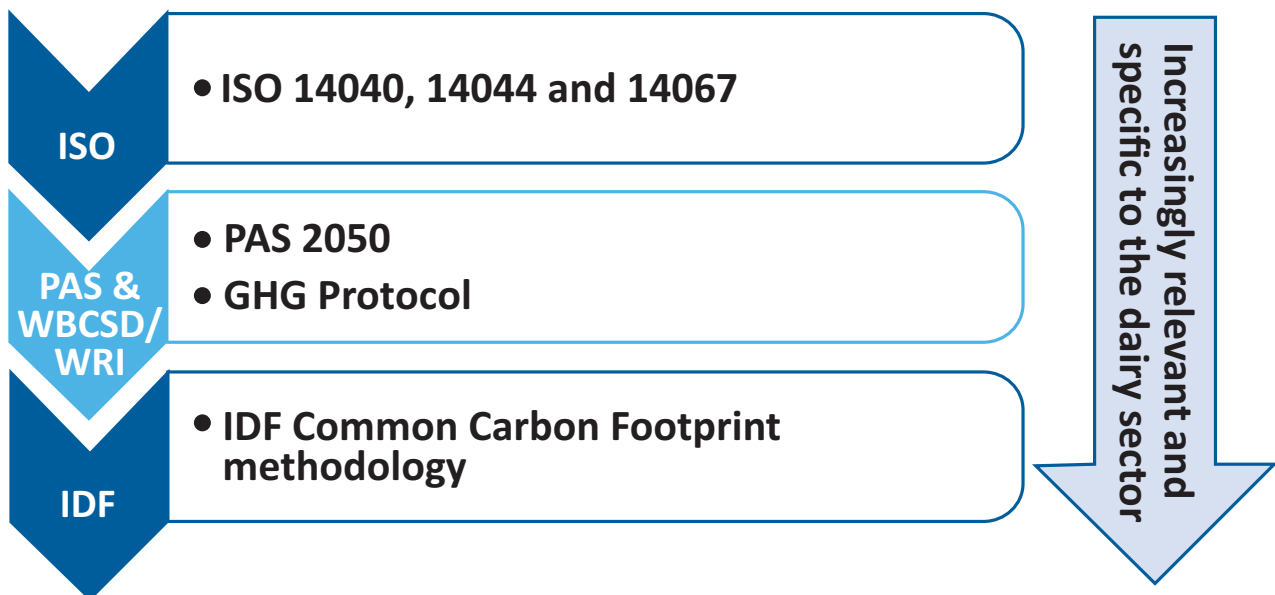 ISO
• ISO 14040, 14044 and 14067
PAS &
WBCSD/
WRI
• PAS 2050
• GHG Protocol
IDF
• IDF Common Carbon Footprint
methodology
Increasingly relevant and
specific to the dairy sector